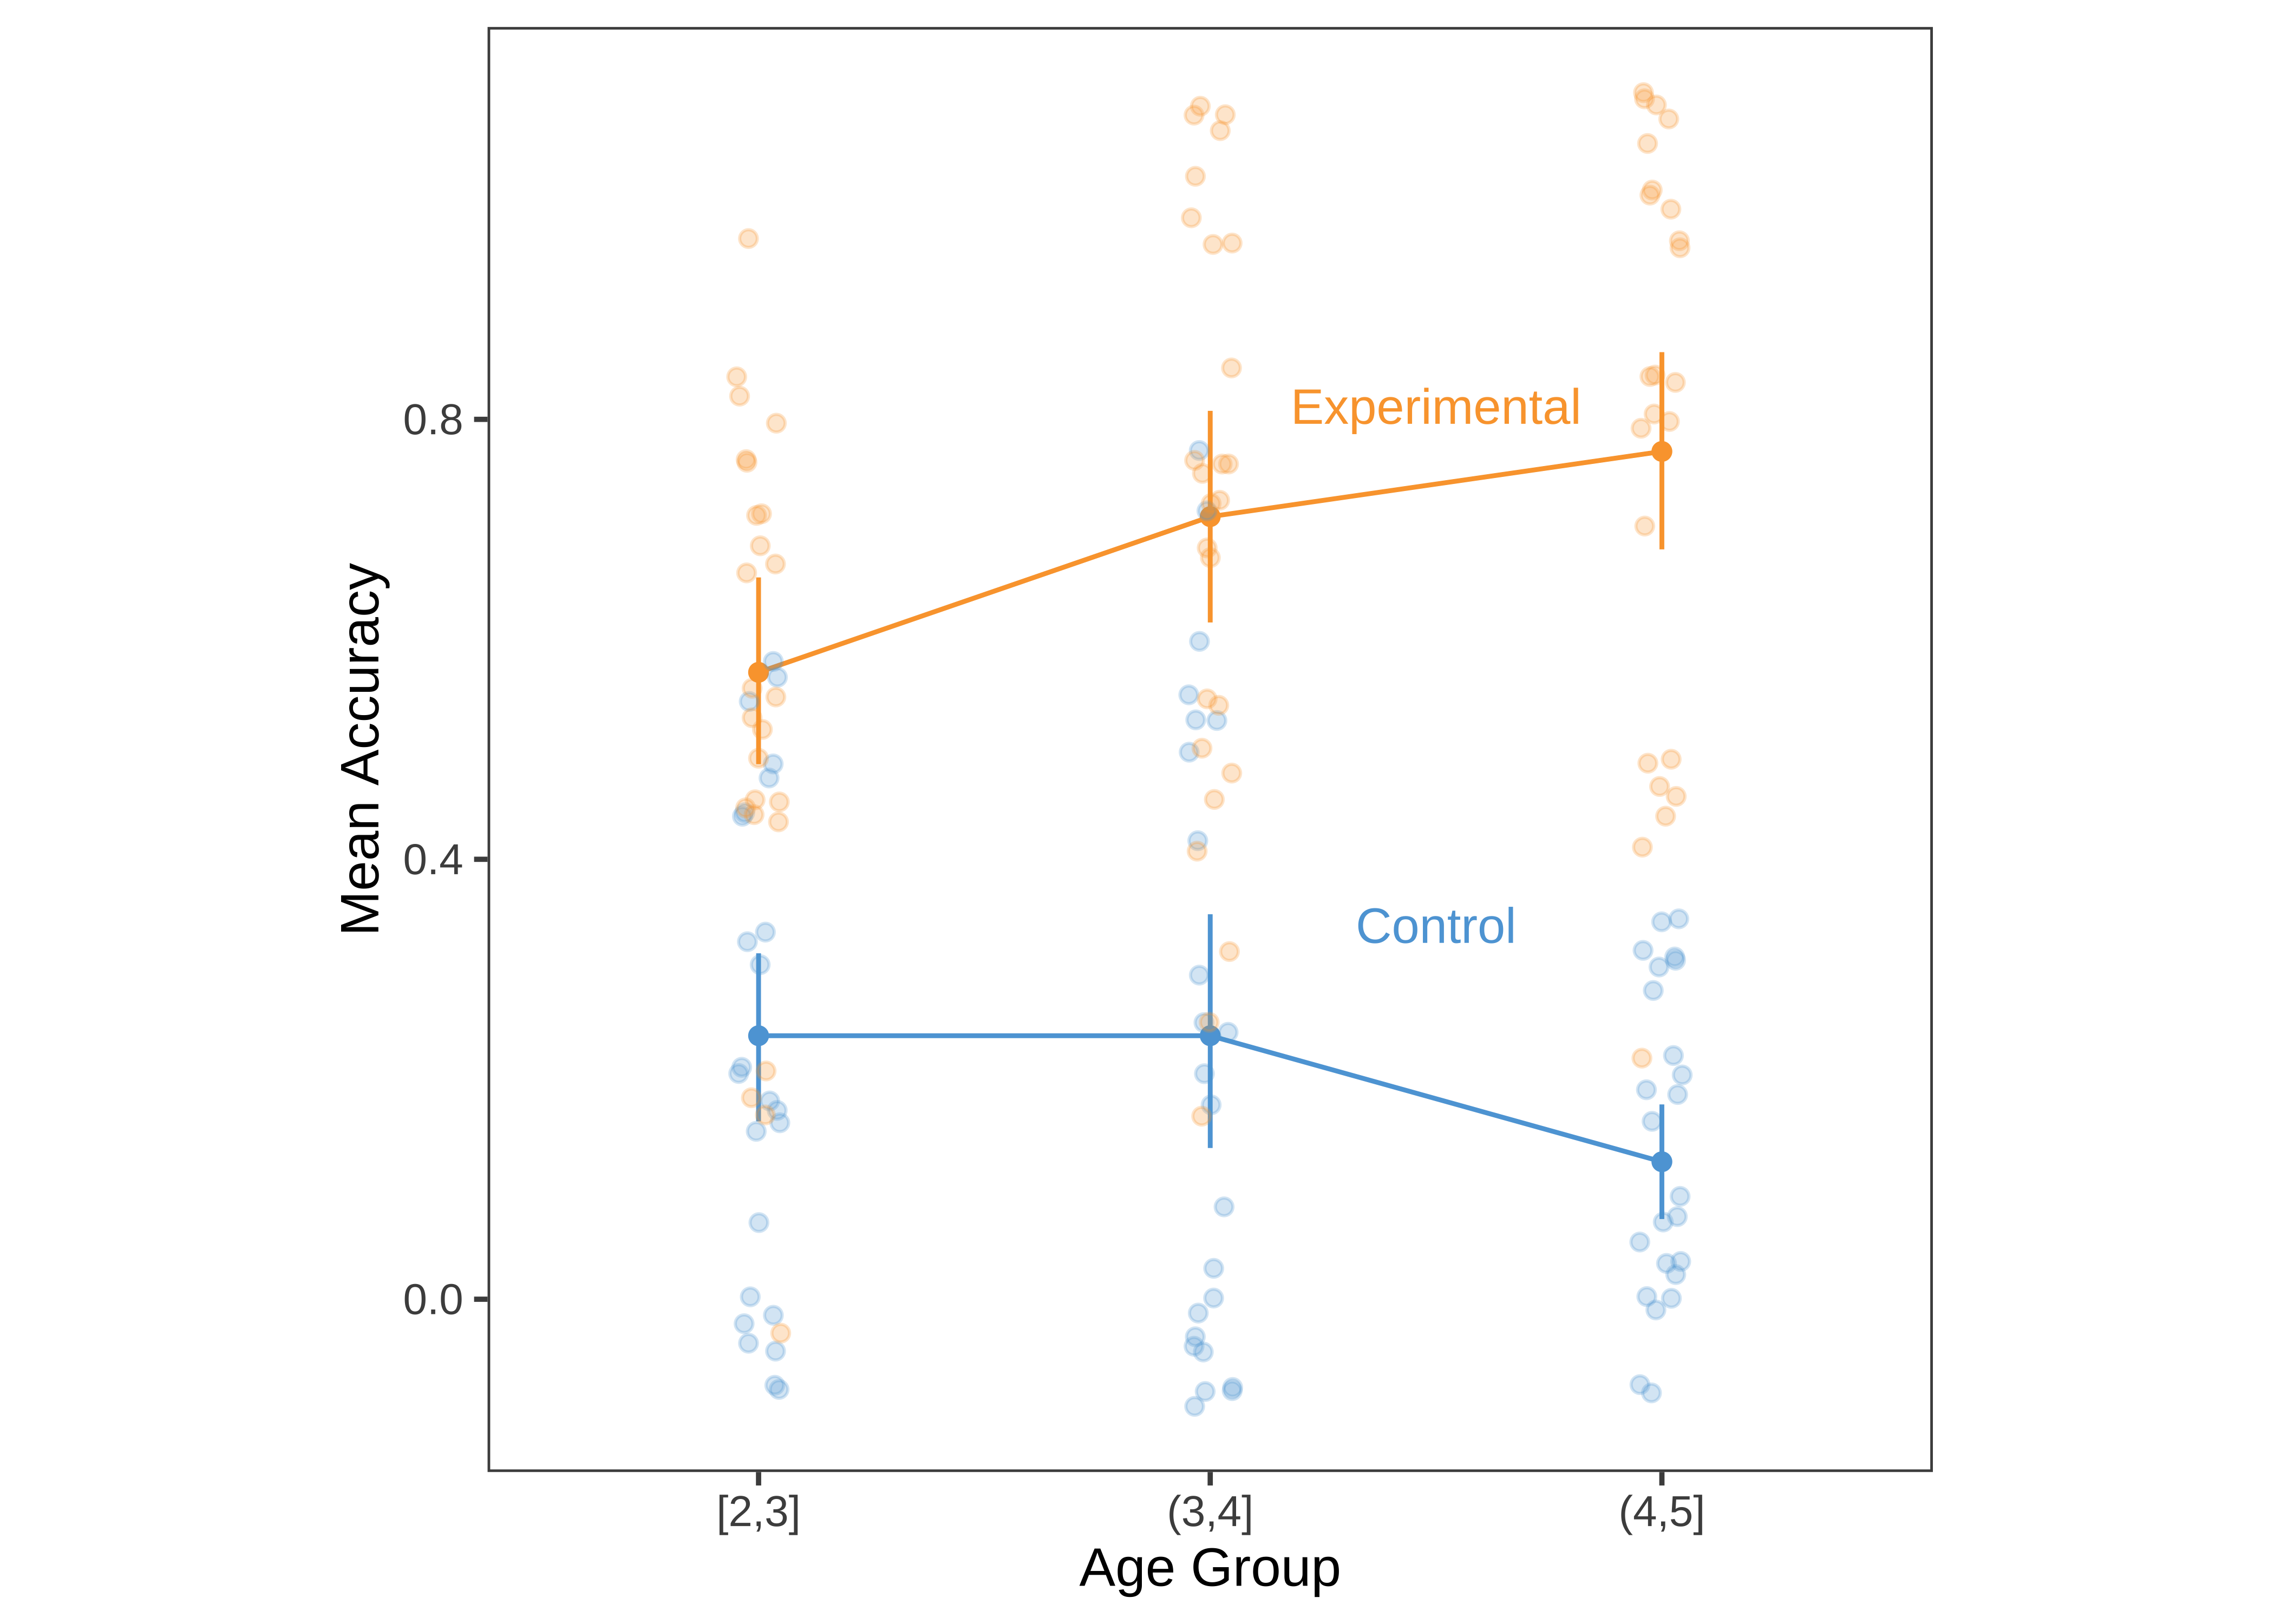 Experimental
0.8
Mean Accuracy
0.4
Control
0.0
[2,3]
(3,4]
(4,5]
Age Group